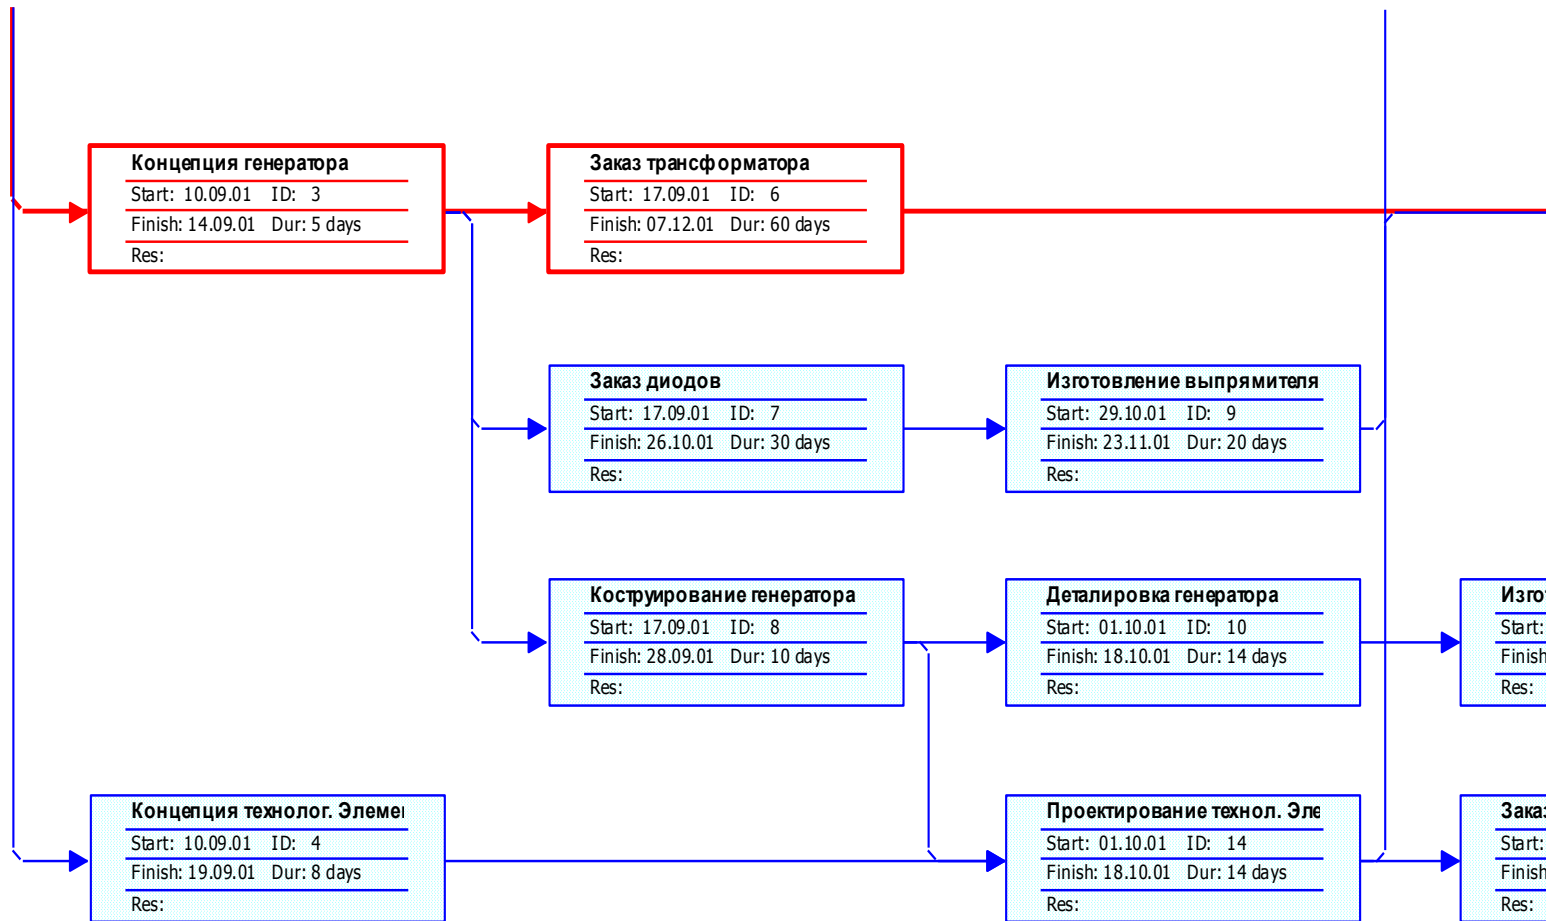 Концепция генератора
Start: 10.09.01 ID: 3
Finish: 14.09.01 Dur: 5 days
Res:
Заказ трансформатора
Start: 17.09.01 ID: 6
Finish: 07.12.01 Dur: 60 days
Res:
Заказ диодов
Start: 17.09.01 ID: 7
Finish: 26.10.01 Dur: 30 days
Res:
Изготовление выпрямителя
Start: 29.10.01 ID: 9
Finish: 23.11.01 Dur: 20 days
Res:
Коструирование генератора
Start: 17.09.01 ID: 8
Finish: 28.09.01 Dur: 10 days
Res:
Деталировка генератора
Start: 01.10.01 ID: 10
Finish: 18.10.01 Dur: 14 days
Res:
Start:
Finish
Res:
Концепция технолог.
Start: 10.09.01 ID: 4
Finish: 19.09.01 Dur: 8 days
Res:
Проектирование технол.
Start: 01.10.01 ID: 14
Finish: 18.10.01 Dur: 14 days
Res:
Start:
Finish
Res: